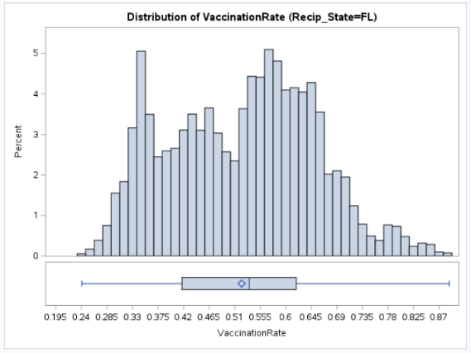 Distribution of VaccinationRate (Recip_State=FL)
5
4
3
2
1
0
Percent
0.195 0.24 0.285 0.33 0.375 0.42 0.465 0.51 0.555 0.6 0.645 0.69 0.735 0.78 0.825 0.87
VaccinationRate